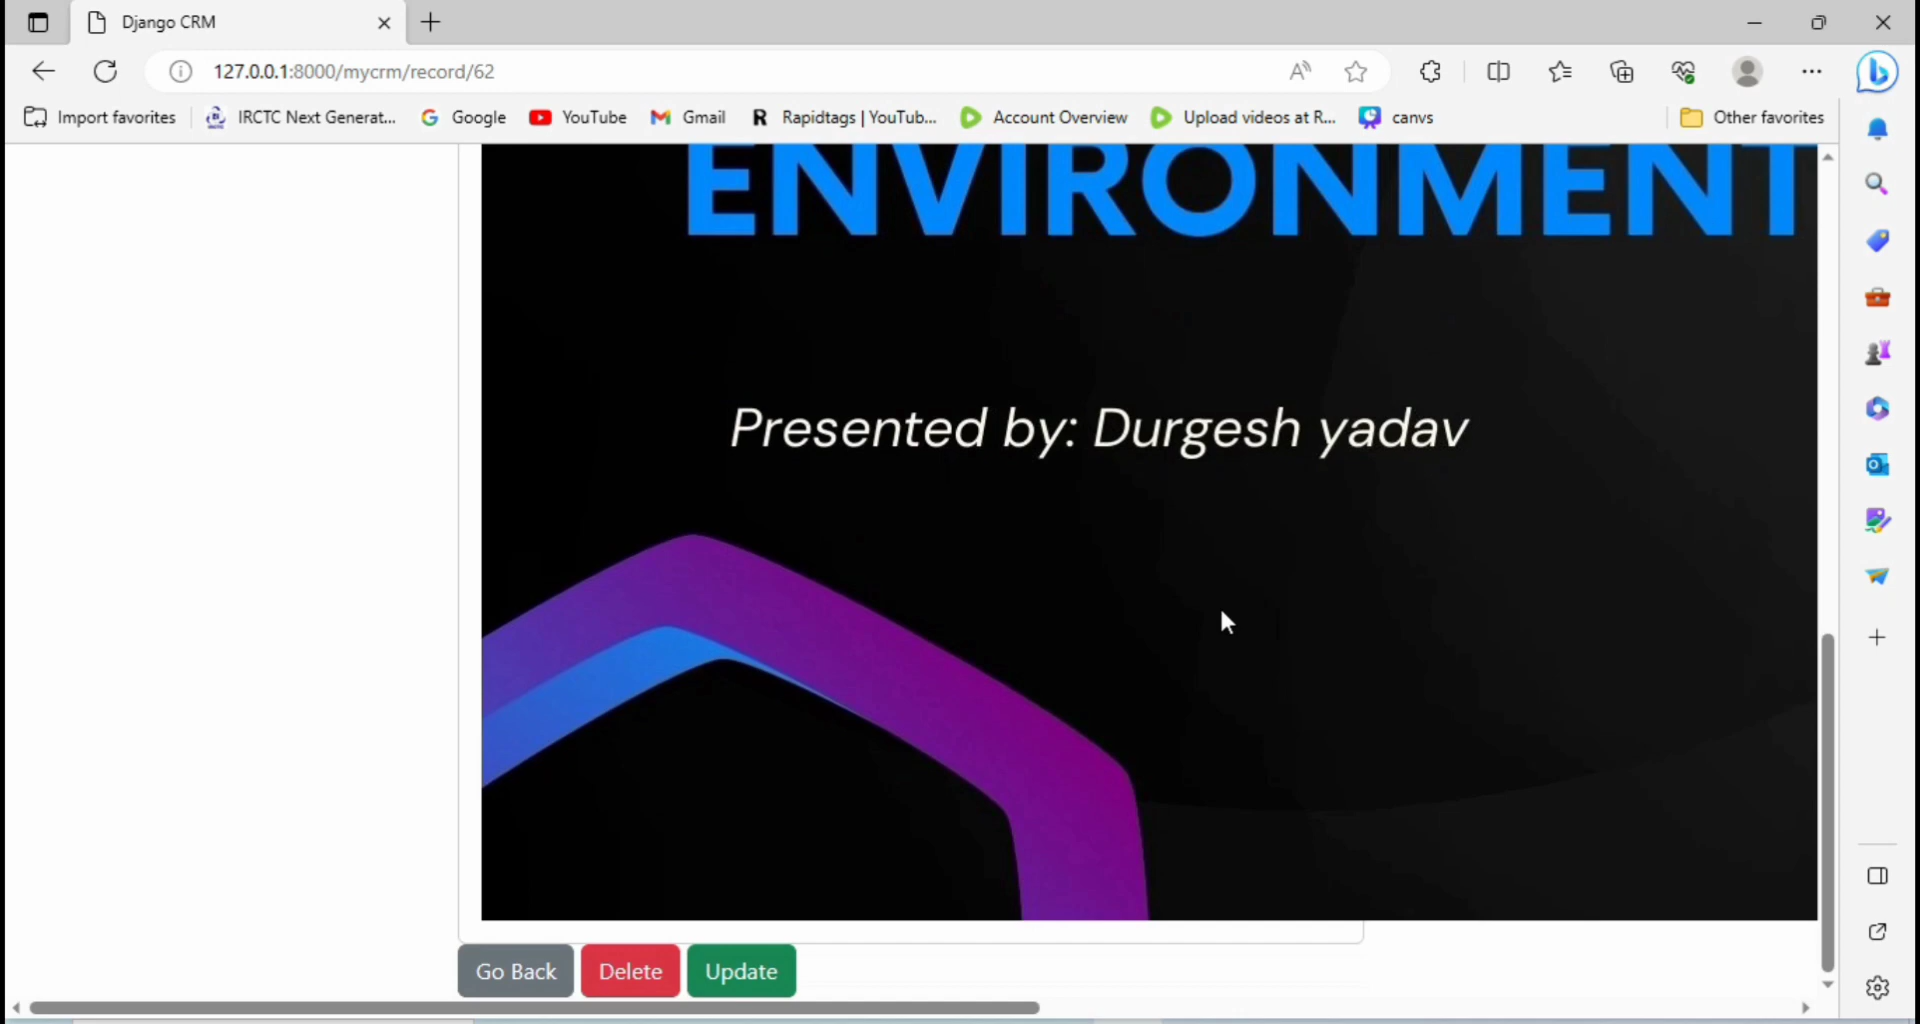 Django CRM
127.0.0.1:8000/mycrm/record/62
Import favorites IRCTC Next Generat... Google YouTube Gmail R Rapidtags | YouTub... Account Overview Upload videos at R... canvs Other favorites
ENVIRONMENT
Presented by: Durgesh yadav
Go Back Delete Update